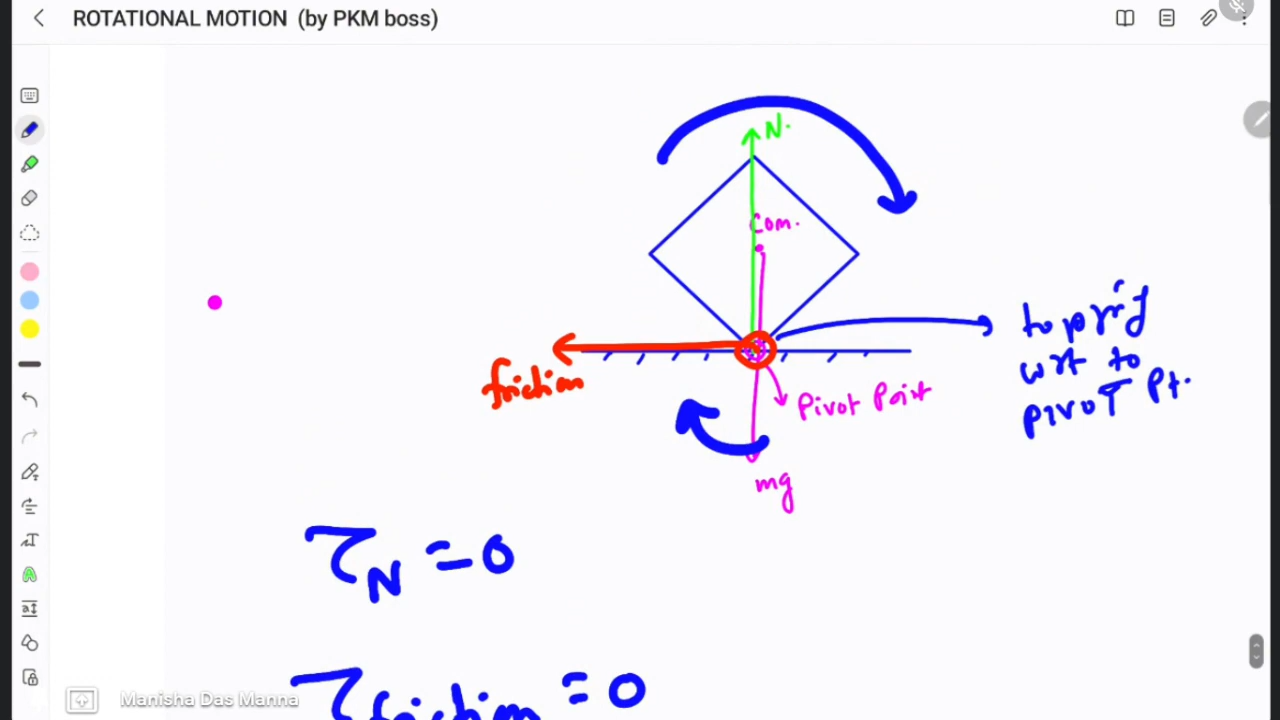 ROTATIONAL MOTION (by PKM boss)
N.
Com.
friction
Pivot Point
wrt to
pivot Pt.
mg
τN = 0
τfriction = 0
Manisha Das Manna